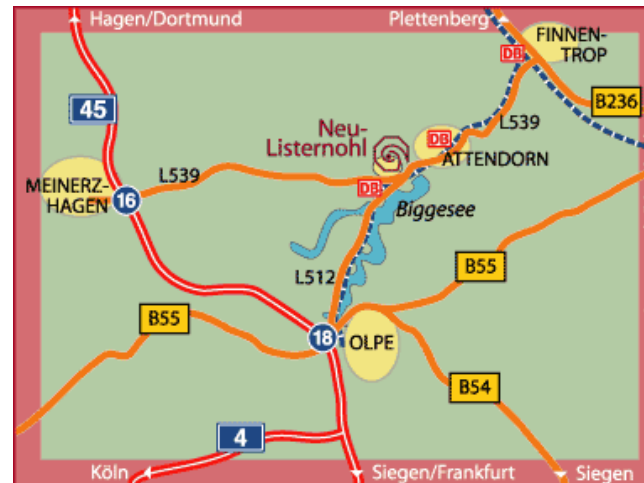 Hagen/Dortmund
Plettenberg
FINNEN-
TROP
DB
B236
45
Neu-
Listernohl
DB
L539
ATTENDORN
L539
MEINERZ-
HAGEN
16
DB
Biggesee
L512
B55
B55
18
OLPE
B54
4
Köln
Siegen/Frankfurt
Siegen